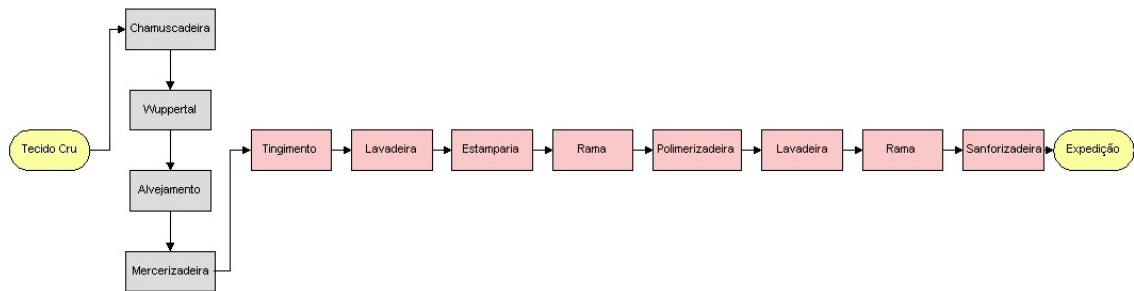 Tecido Cru
Chamuscadeira
Wuppertal
Alvejamento
Mercerizadeira
Tingimento
Lavadeira
Estamparia
Rama
Polimerizadeira
Lavadeira
Rama
Sanforizadeira
Expedição